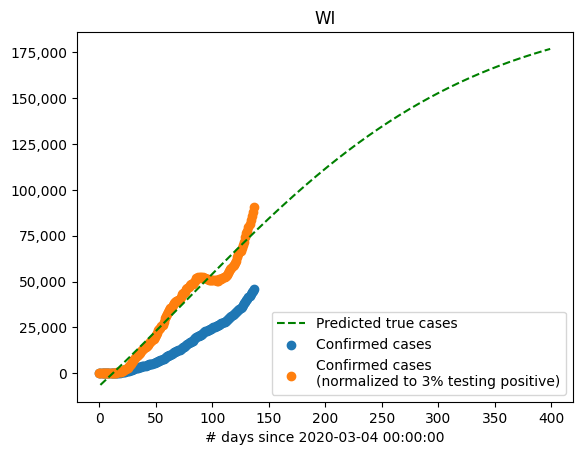 WI
175,000
150,000
125,000
100,000
75,000
50,000
25,000
0
Predicted true cases
Confirmed cases
Confirmed cases
(normalized to 3% testing positive)
0 50 100 150 200 250 300 350 400
# days since 2020-03-04 00:00:00